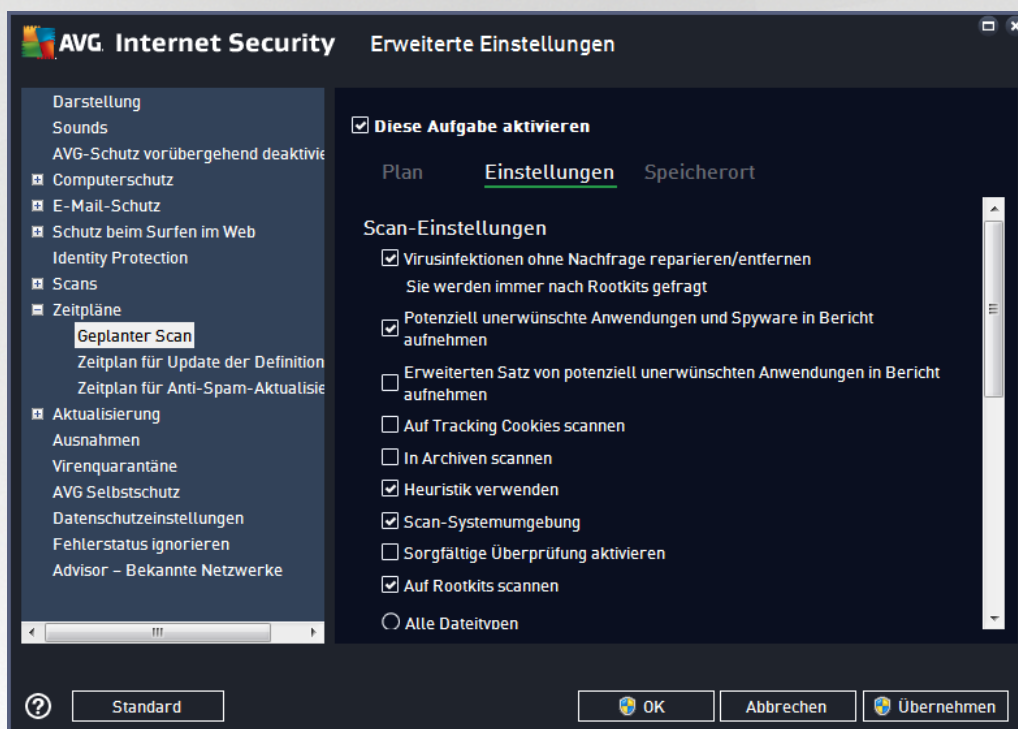 AVG. Internet Security Erweiterte Einstellungen
Darstellung
Sounds
AVG-Schutz vorübergehend deaktivie
Computerschutz
E-Mail-Schutz
Schutz beim Surfen im Web
Identity Protection
Scans
Zeitpläne
Geplanter Scan
Zeitplan für Update der Definition
Zeitplan für Anti-Spam-Aktualisie
Aktualisierung
Ausnahmen
Virenquarantäne
AVG Selbstschutz
Datenschutzeinstellungen
Fehlerstatus ignorieren
Advisor – Bekannte Netzwerke
Diese Aufgabe aktivieren
Plan Einstellungen Speicherort
Scan-Einstellungen
Virusinfektionen ohne Nachfrage reparieren/entfernen
Sie werden immer nach Rootkits gefragt
Potenziell unerwünschte Anwendungen und Spyware in Bericht
aufnehmen
Erweiterten Satz von potenziell unerwünschten Anwendungen in Bericht
aufnehmen
Auf Tracking Cookies scannen
In Archiven scannen
Heuristik verwenden
Scan-Systemumgebung
Sorgfältige Überprüfung aktivieren
Auf Rootkits scannen
Alle Dateitypen
? Standard OK Abbrechen Übernehmen